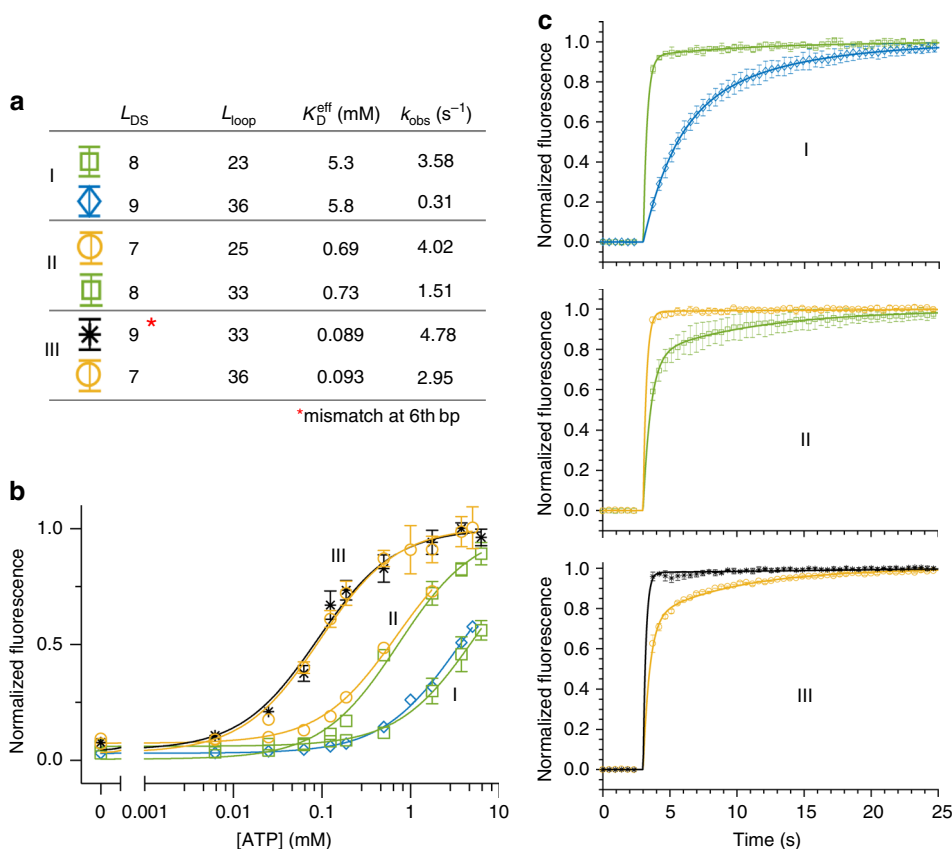 a
L_DS L_loop K_D^eff (mM) k_obs (s⁻¹)
I
8 23 5.3 3.58
9 36 5.8 0.31
II
7 25 0.69 4.02
8 33 0.73 1.51
III
9* 33 0.089 4.78
7 36 0.093 2.95
*mismatch at 6th bp
b
Normalized fluorescence
1.0
0.5
0.0
III
II
I
0 0.001 0.01 0.1 1 10
[ATP] (mM)
c
Normalized fluorescence
1.0
0.8
0.6
0.4
0.2
0.0
I
Normalized fluorescence
1.0
0.8
0.6
0.4
0.2
0.0
II
Normalized fluorescence
1.0
0.8
0.6
0.4
0.2
0.0
III
0 5 10 15 20 25
Time (s)